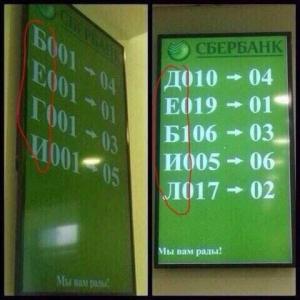 СБЕРБАНК
Б001 → 04
Е001 → 01
Г001 → 03
И001 → 05
Мы вам рады!
СБЕРБАНК
Д010 → 04
Е019 → 01
Б106 → 03
И005 → 06
Л017 → 02
Мы вам рады!